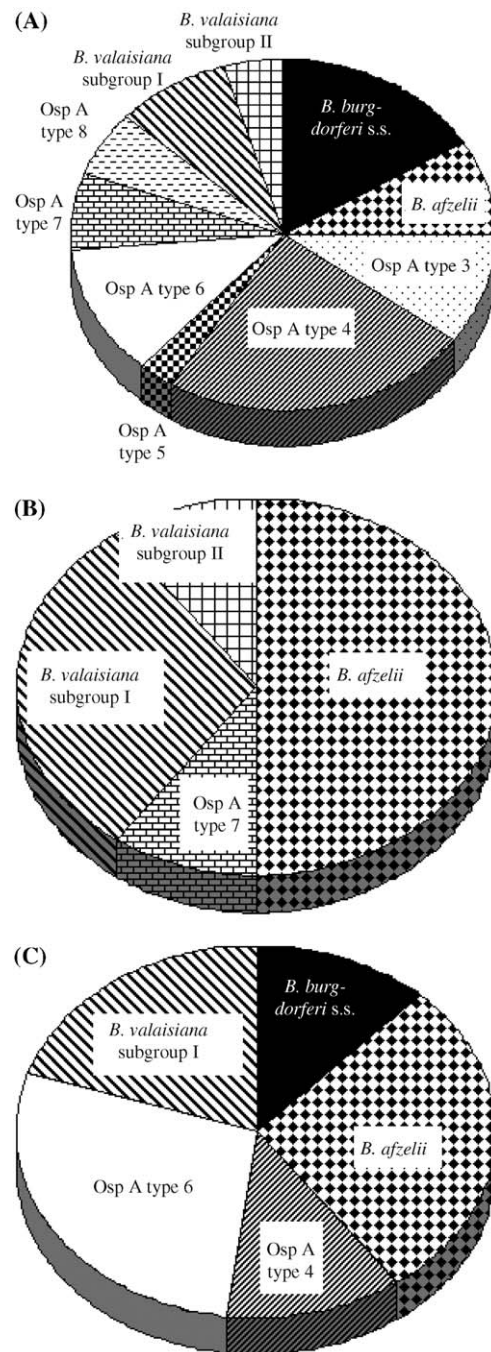 (A)
B. valaisiana
subgroup II
B. valaisiana
subgroup I
Osp A
type 8
Osp A
type 7
Osp A type 6
Osp A
type 5
Osp A type 4
Osp A type 3
B. afzelii
B. burg-
dorferi s.s.
(B)
B. valaisiana
subgroup II
B. valaisiana
subgroup I
Osp A
type 7
B. afzelii
(C)
B. burg-
dorferi s.s.
B. valaisiana
subgroup I
B. afzelii
Osp A type 6
Osp A
type 4